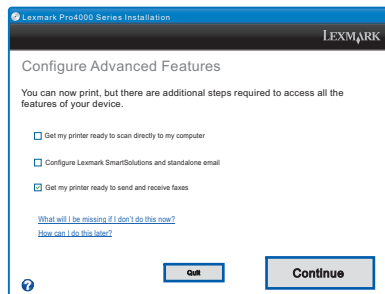 Lexmark Pro4000 Series Installation
LEXMARK
Configure Advanced Features
You can now print, but there are additional steps required to access all the
features of your device.
Get my printer ready to scan directly to my computer
Configure Lexmark SmartSolutions and standalone email
Get my printer ready to send and receive faxes
What will I be missing if I don't do this now?
How can I do this later?
Quit
Continue
?